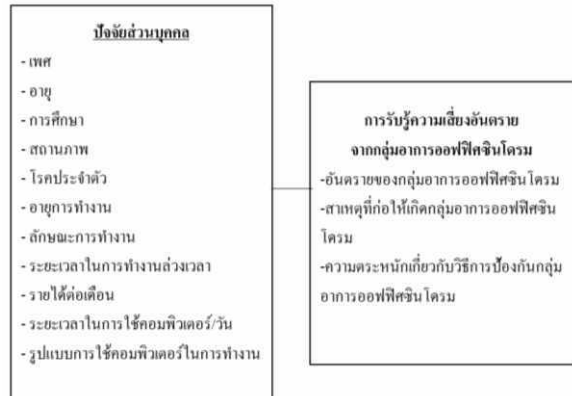 ปัจจัยส่วนบุคคล
- เพศ
- อายุ
- การศึกษา
- สถานภาพ
- โรคประจำตัว
- อายุการทำงาน
- ลักษณะการทำงาน
- ระยะเวลาในการทำงานล่วงเวลา
- รายได้ต่อเดือน
- ระยะเวลาในการใช้คอมพิวเตอร์/วัน
- รูปแบบการใช้คอมพิวเตอร์ในการทำงาน
การรับรู้ความเสี่ยงอันตราย
จากกลุ่มอาการออฟฟิศซินโดรม
-อันตรายของกลุ่มอาการออฟฟิศซินโดรม
-สาเหตุที่ก่อให้เกิดกลุ่มอาการออฟฟิศซิน
โดรม
-ความตระหนักเกี่ยวกับวิธีการป้องกันกลุ่ม
อาการออฟฟิศซินโดรม